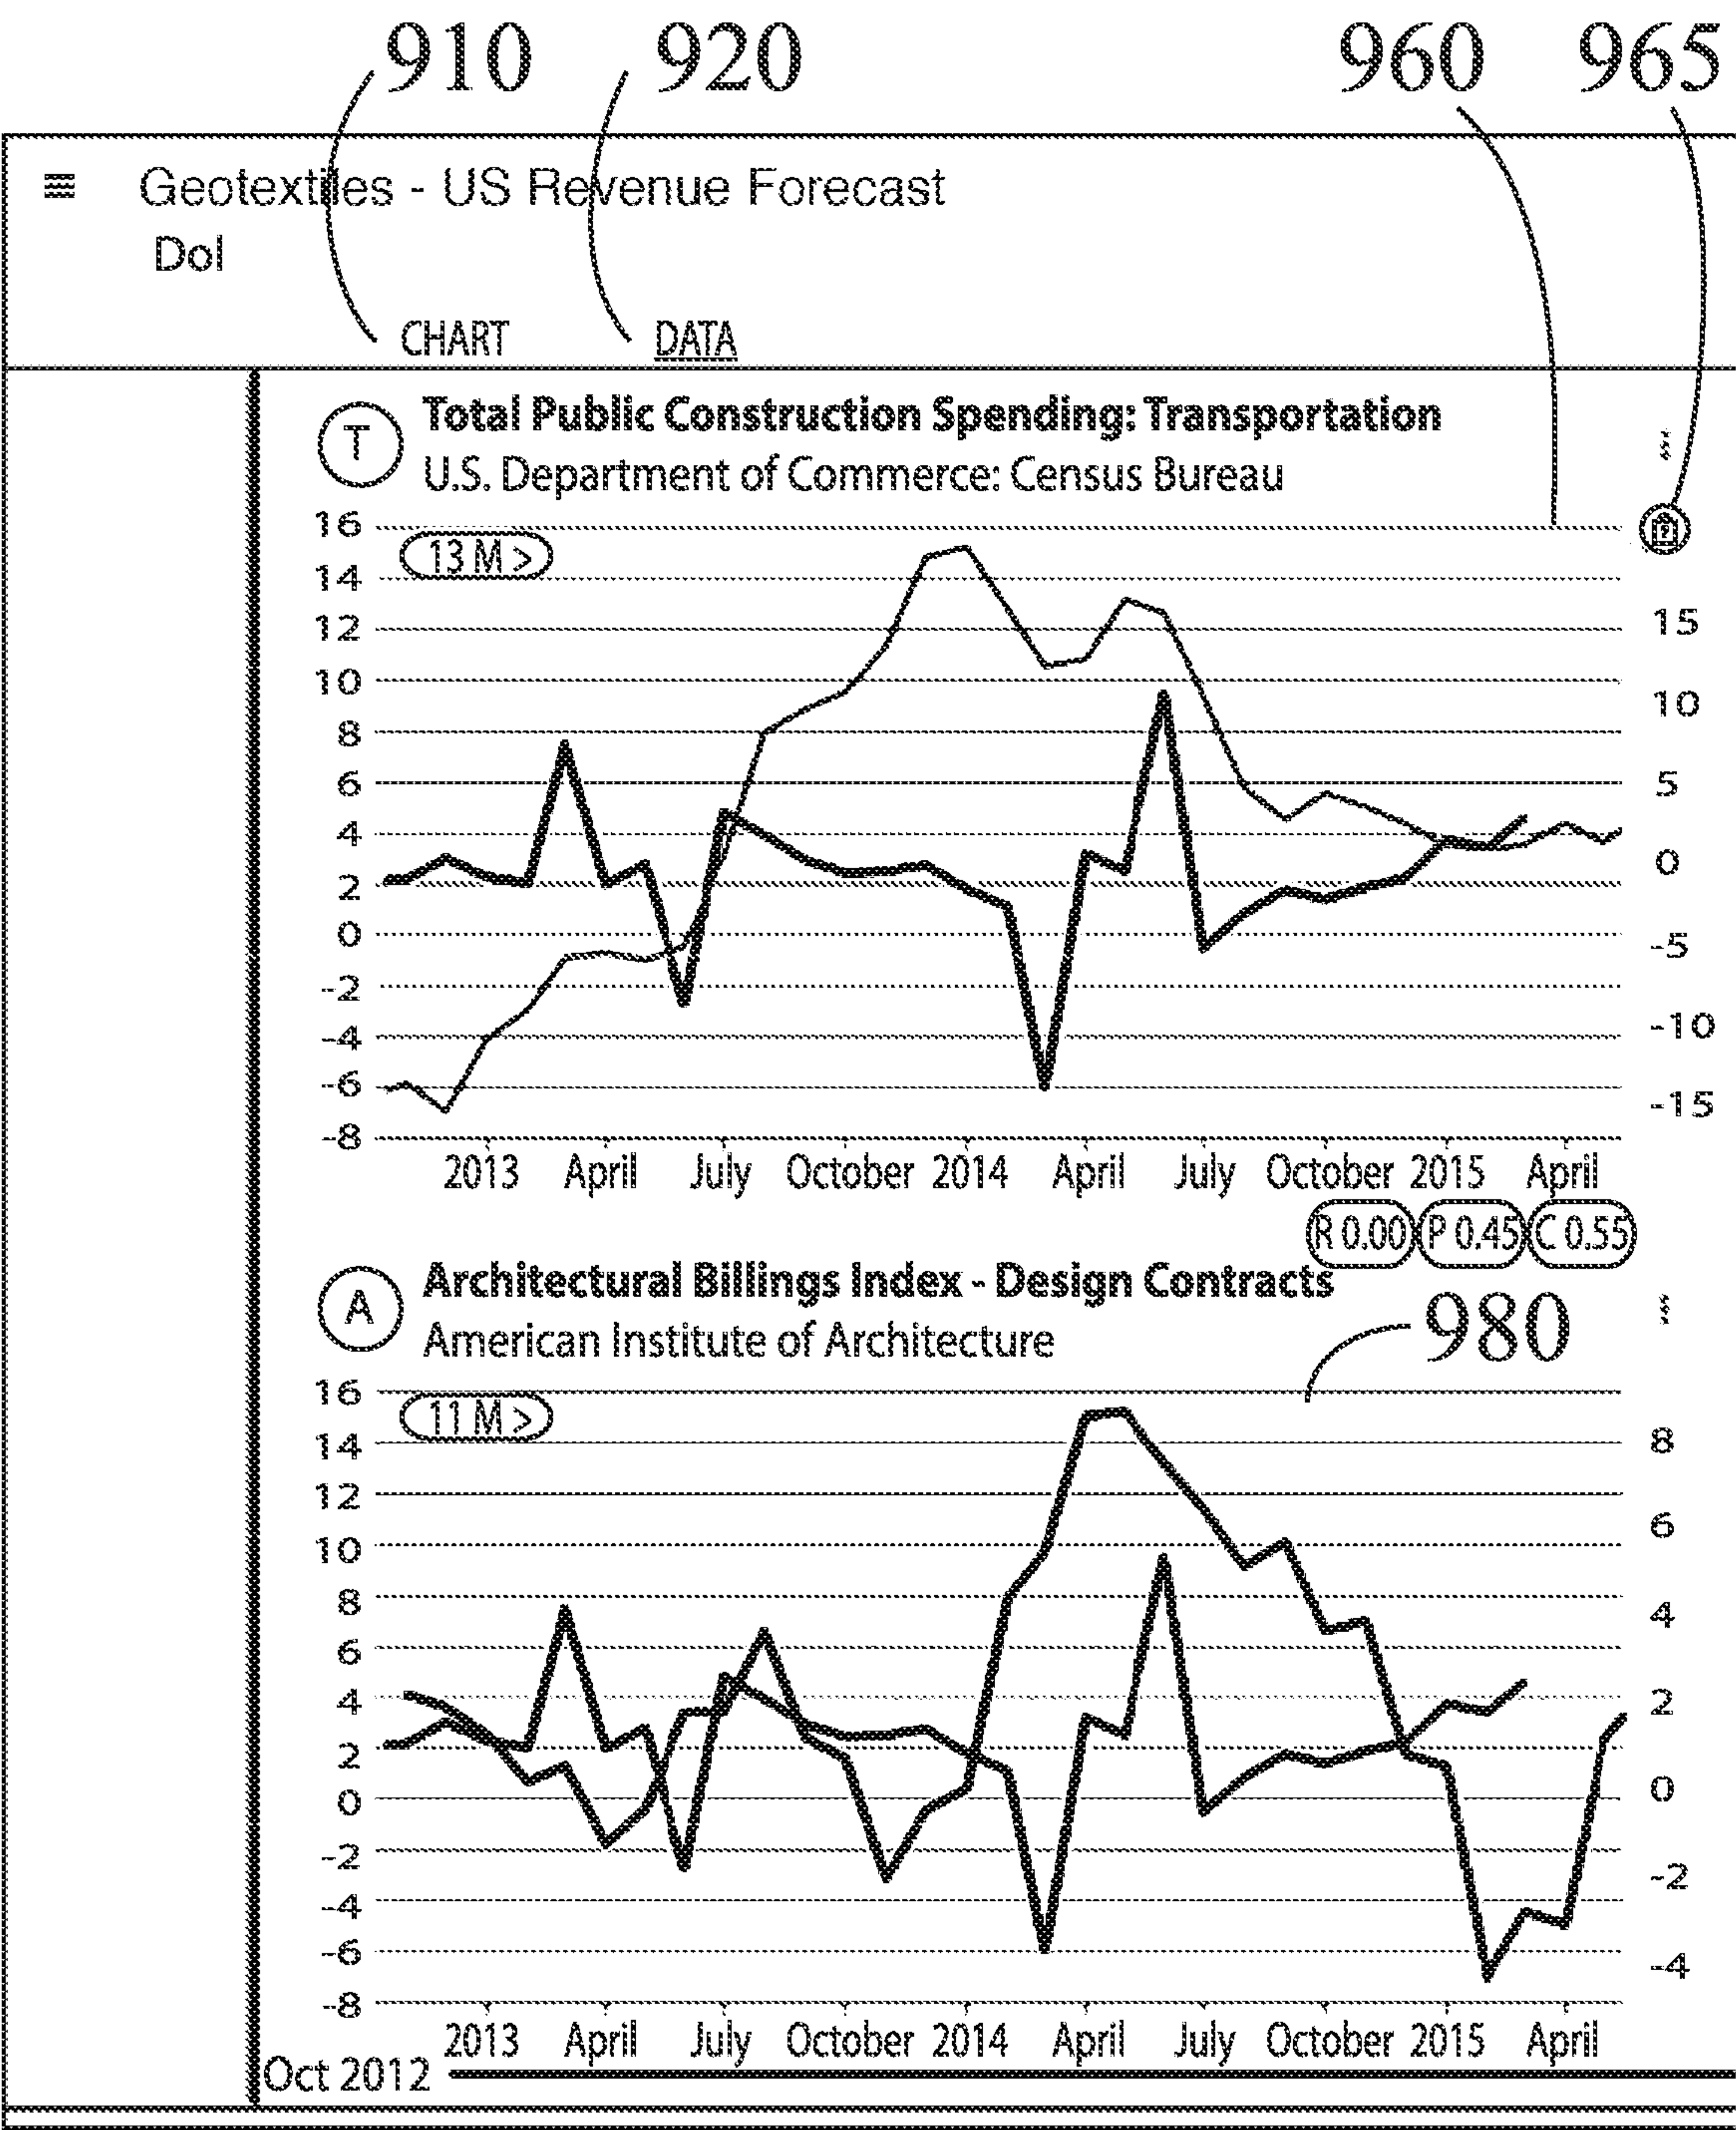 910 920 960 965
Geotextiles - US Revenue Forecast
Dol
CHART DATA
T Total Public Construction Spending: Transportation
U.S. Department of Commerce: Census Bureau
16
13 M >
14
12 15
10 10
8
6 5
4
2 0
0 -5
-2
-4 -10
-6 -15
-8
2013 April July October 2014 April July October 2015 April
R 0.00 P 0.45 C 0.55
A Architectural Billings Index - Design Contracts
American Institute of Architecture 980
16
11 M >
14 8
12
10 6
8 4
6
4 2
2
0 0
-2 -2
-4
-6 -4
-8
2013 April July October 2014 April July October 2015 April
Oct 2012